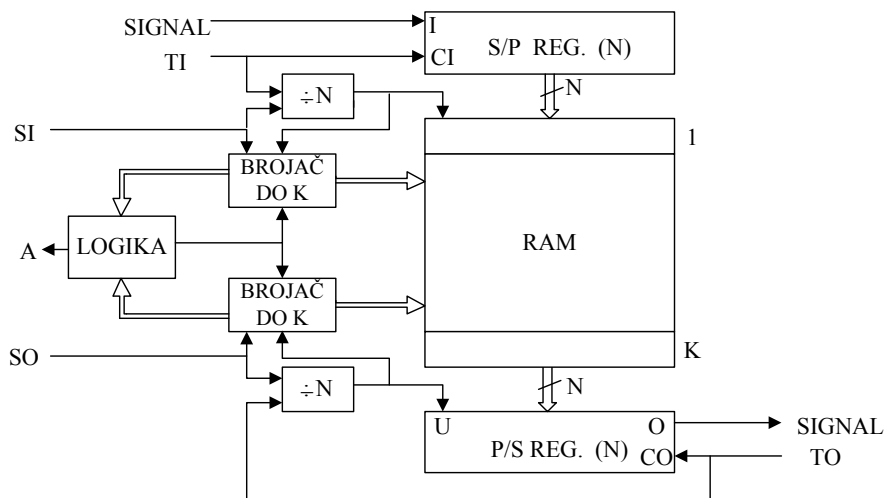 SIGNAL
I
S/P REG. (N)
TI
CI
÷N
N
SI
1
BROJAČ
DO K
RAM
LOGIKA
A
BROJAČ
DO K
SO
K
÷N
N
U
O
SIGNAL
P/S REG. (N)
CO
TO